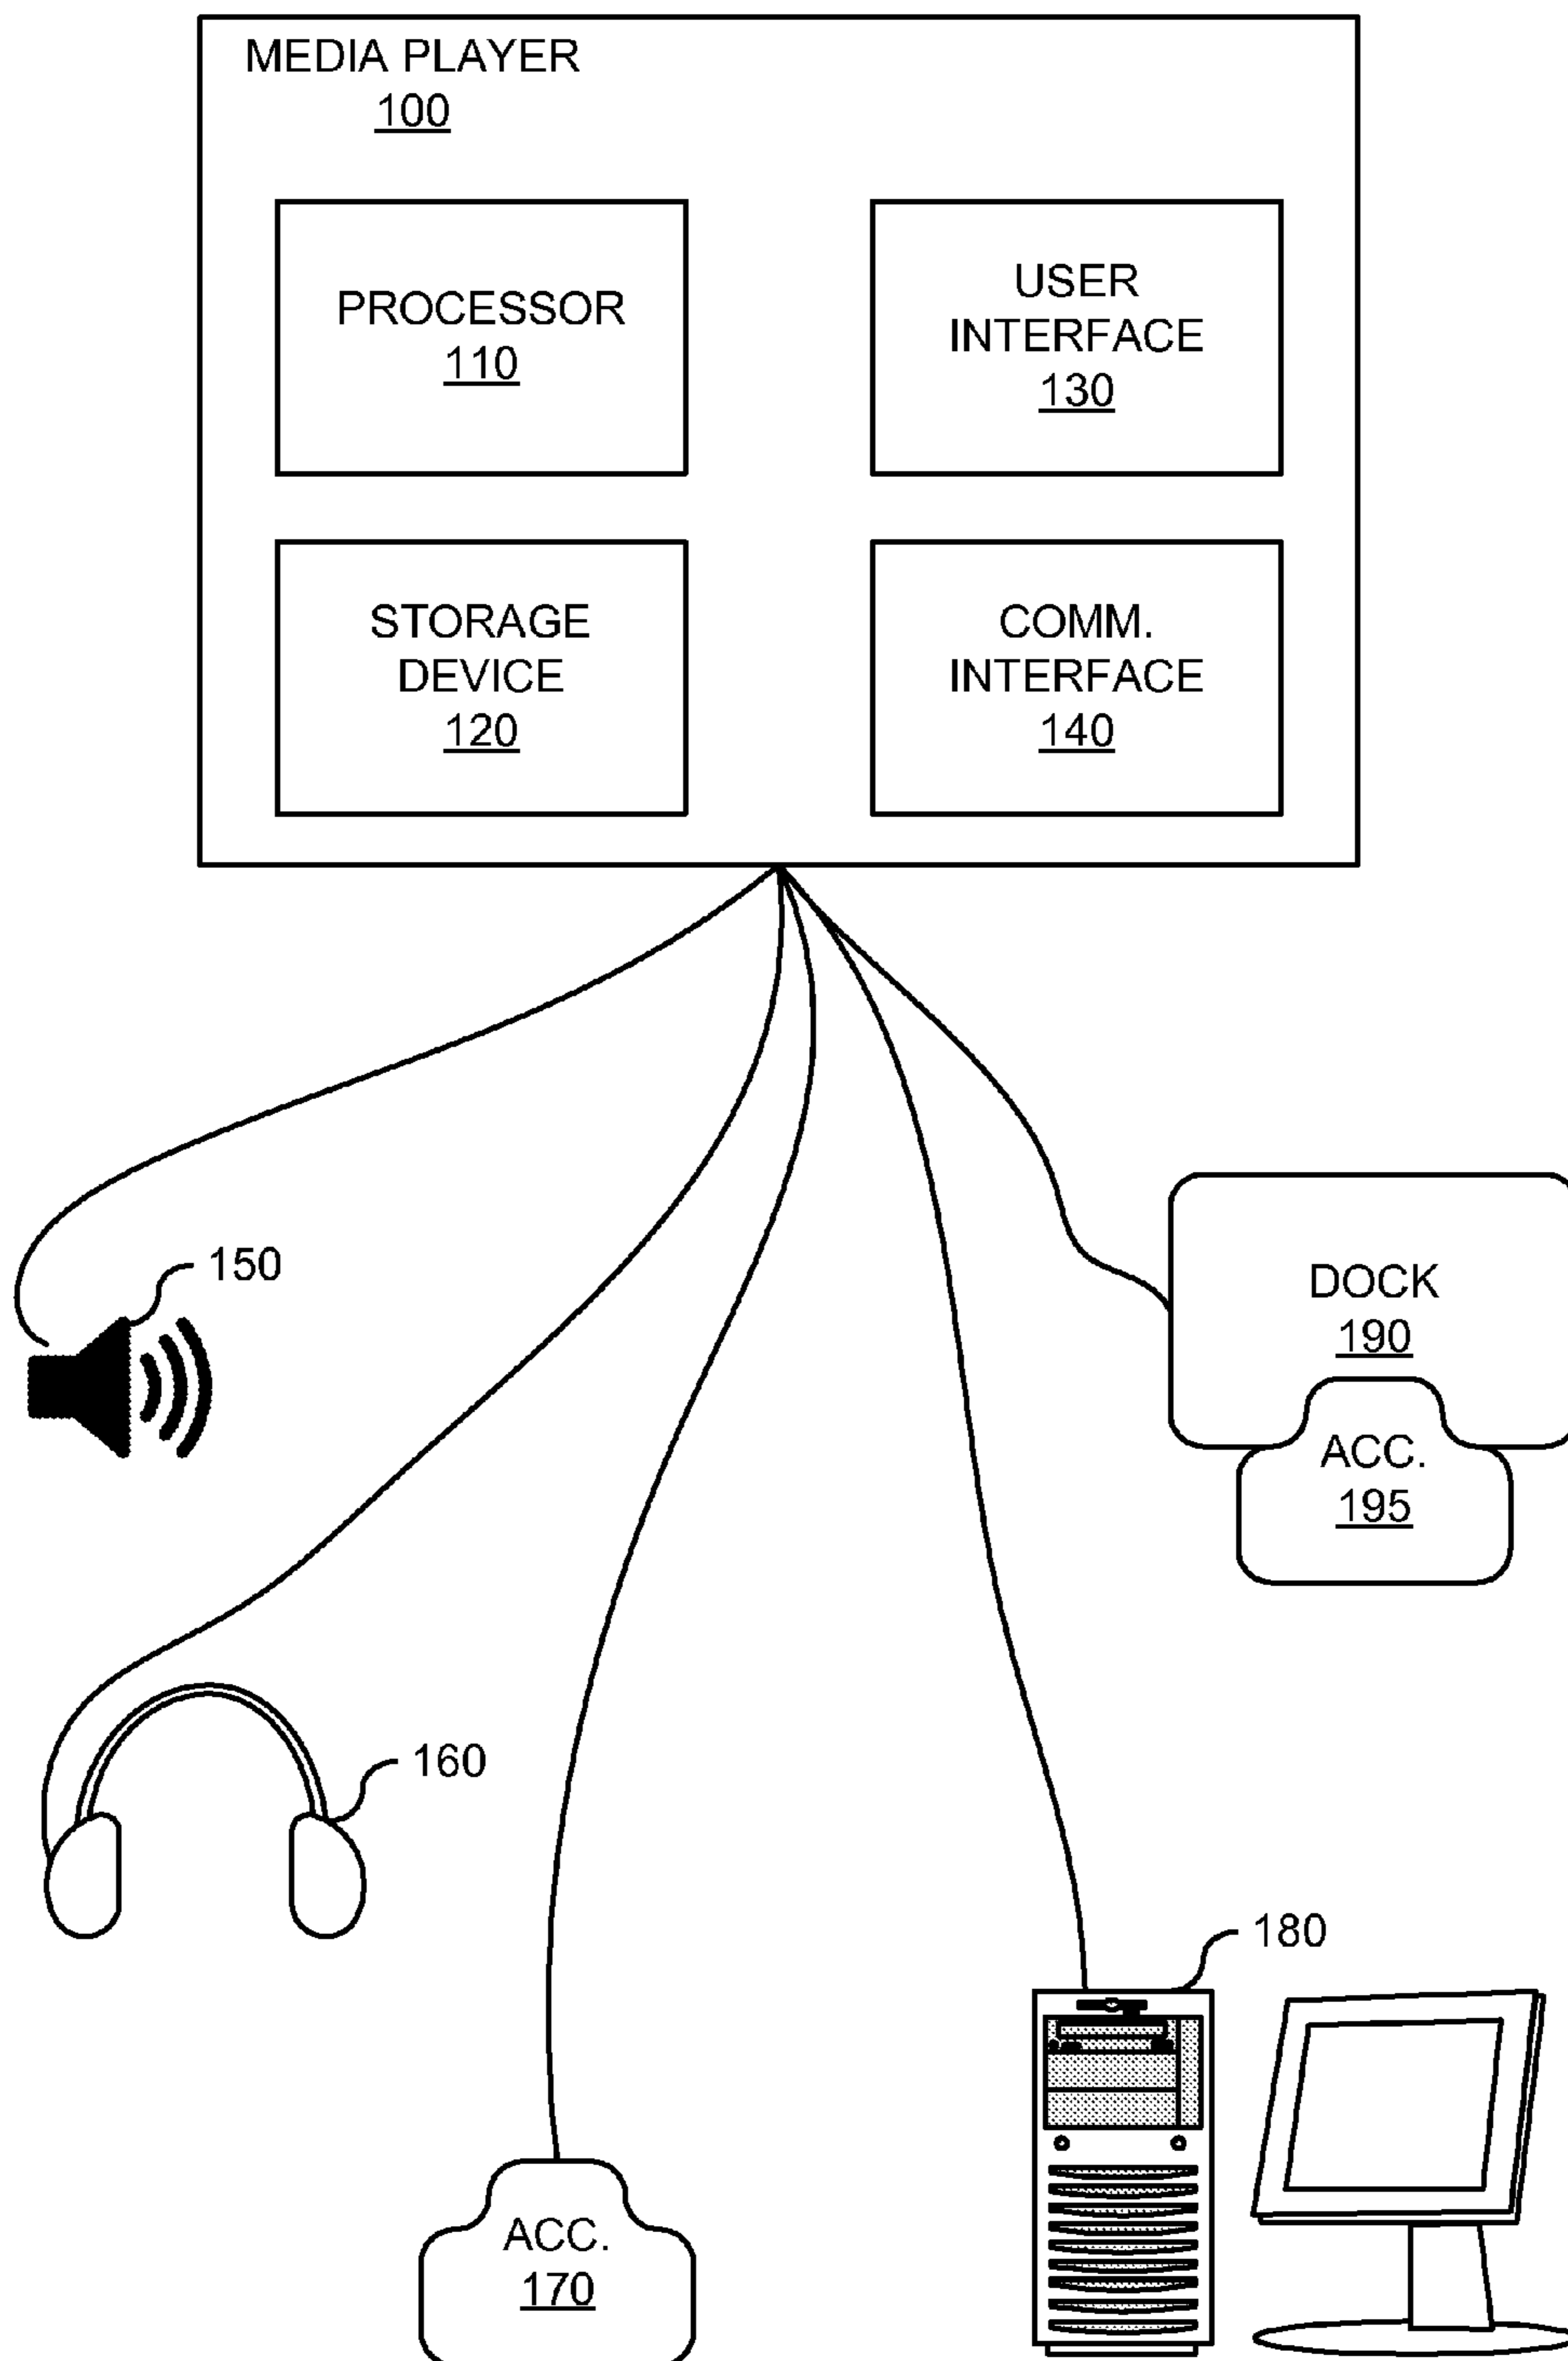 MEDIA PLAYER
100
PROCESSOR
110
USER
INTERFACE
130
STORAGE
DEVICE
120
COMM.
INTERFACE
140
150
DOCK
190
ACC.
195
160
180
ACC.
170